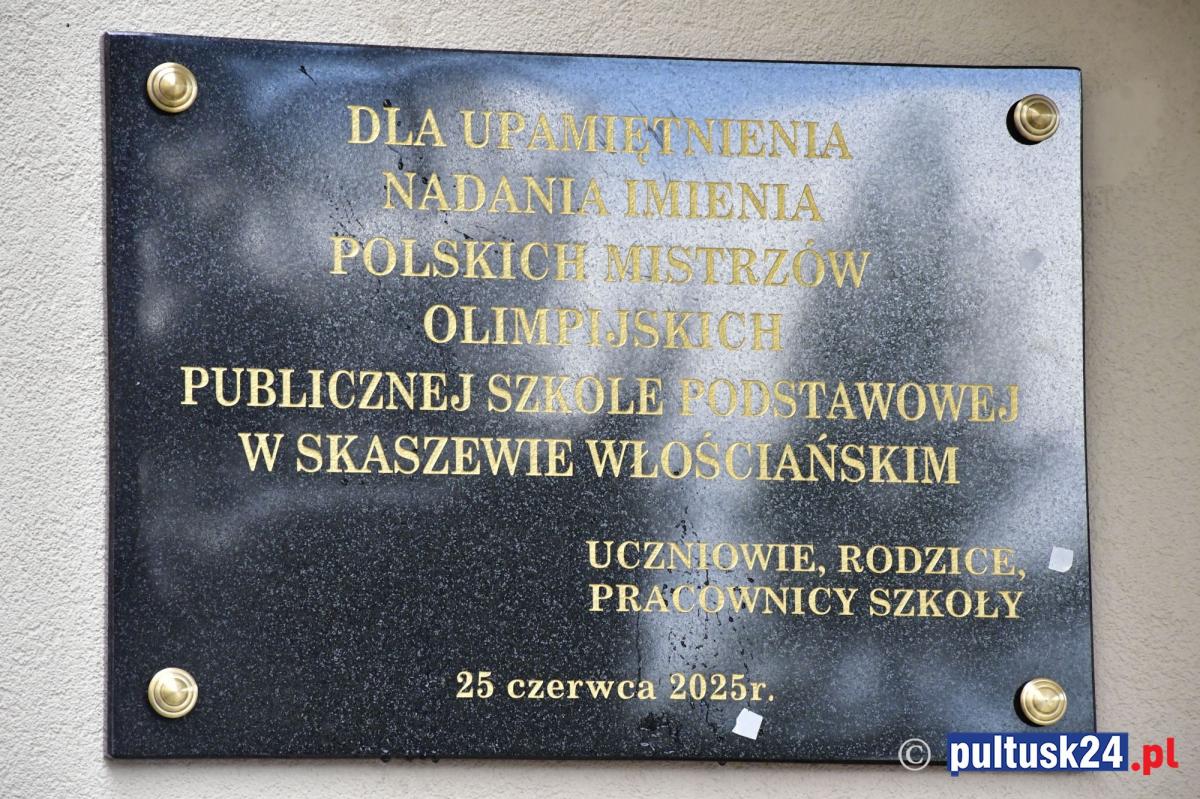 DLA UPAMIĘTNIENIA
NADANIA IMIENIA
POLSKICH MISTRZÓW
OLIMPIJSKICH
PUBLICZNEJ SZKOLE PODSTAWOWEJ
W SKASZEWIE WŁOŚCIAŃSKIM
UCZNIOWIE, RODZICE,
PRACOWNICY SZKOŁY
25 czerwca 2025r.
© pultusk24.pl